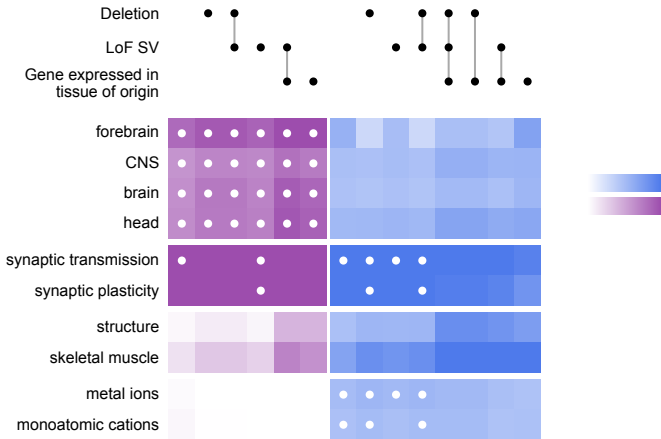 Deletion
LoF SV
Gene expressed in
tissue of origin
forebrain
CNS
brain
head
synaptic transmission
synaptic plasticity
structure
skeletal muscle
metal ions
monoatomic cations